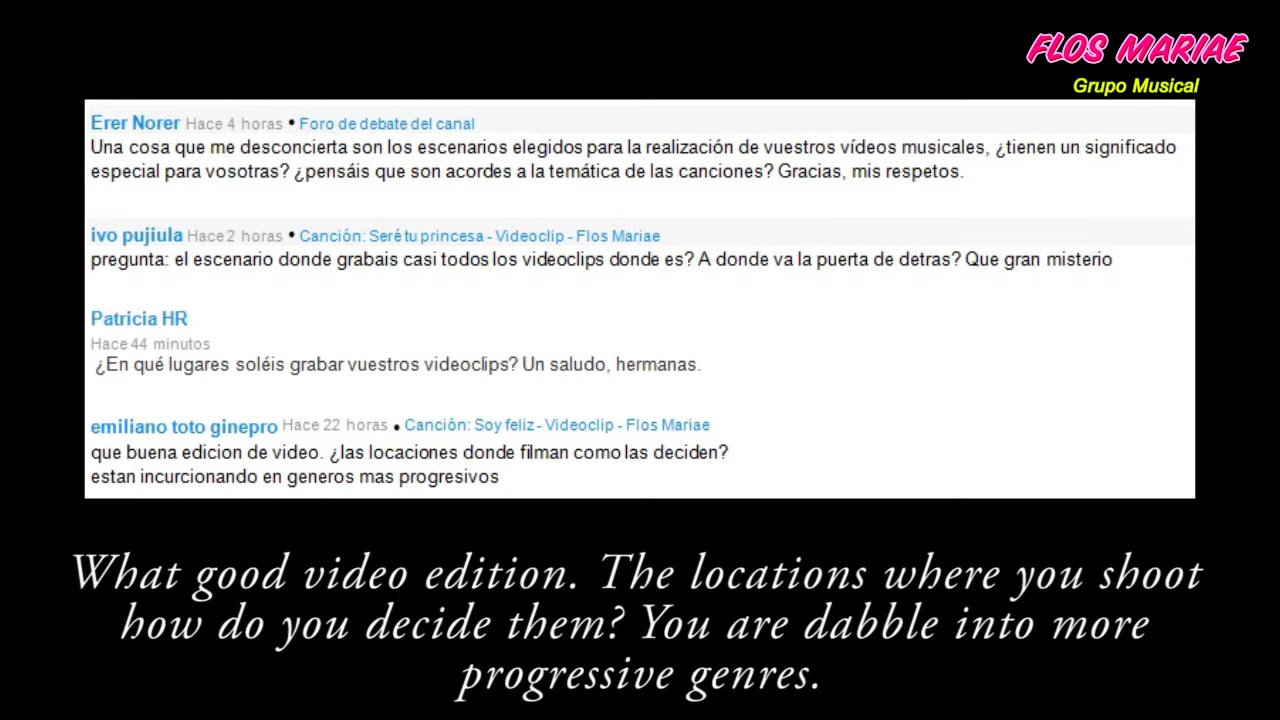 FLOS MARIAE
Grupo Musical
Erer Norer Hace 4 horas • Foro de debate del canal
Una cosa que me desconcierta son los escenarios elegidos para la realización de vuestros vídeos musicales, ¿tienen un significado
especial para vosotras? ¿pensáis que son acordes a la temática de las canciones? Gracias, mis respetos.
ivo pujiula Hace 2 horas • Canción: Seré tu princesa - Videoclip - Flos Mariae
pregunta: el escenario donde grabais casi todos los videoclips donde es? A donde va la puerta de detras? Que gran misterio
Patricia HR
Hace 44 minutos
¿En qué lugares soléis grabar vuestros videoclips? Un saludo, hermanas.
emiliano toto ginepro Hace 22 horas • Canción: Soy feliz - Videoclip - Flos Mariae
que buena edicion de video. ¿las locaciones donde filman como las deciden?
estan incurcionando en generos mas progresivos
What good video edition. The locations where you shoot
how do you decide them? You are dabble into more
progressive genres.